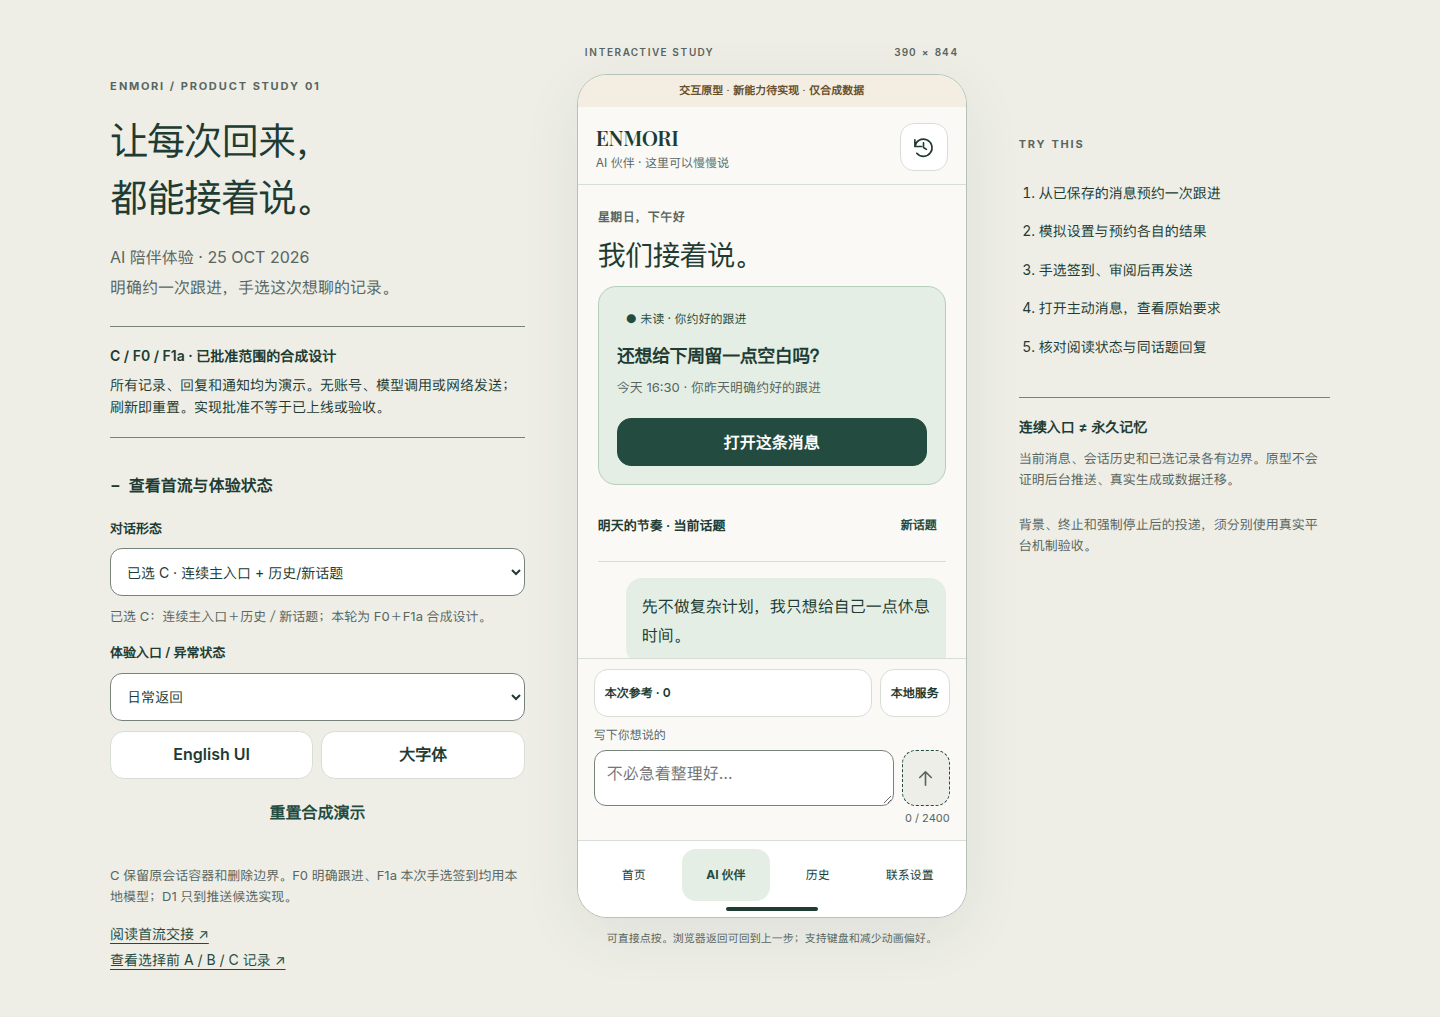 ENMORI / PRODUCT STUDY 01
让每次回来，
都能接着说。
AI 陪伴体验 · 25 OCT 2026
明确约一次跟进，手选这次想聊的记录。
C / F0 / F1a · 已批准范围的合成设计
所有记录、回复和通知均为演示。无账号、模型调用或网络发送；
刷新即重置。实现批准不等于已上线或验收。
− 查看首流与体验状态
对话形态
已选 C · 连续主入口 + 历史/新话题
已选 C：连续主入口＋历史 / 新话题；本轮为 F0＋F1a 合成设计。
体验入口 / 异常状态
日常返回
English UI
大字体
重置合成演示
C 保留原会话容器和删除边界。F0 明确跟进、F1a 本次手选签到均用本
地模型；D1 只到推送候选实现。
阅读首流交接 ↗
查看选择前 A / B / C 记录 ↗
INTERACTIVE STUDY
390 × 844
交互原型 · 新能力待实现 · 仅合成数据
ENMORI
AI 伙伴 · 这里可以慢慢说
星期日，下午好
我们接着说。
● 未读 · 你约好的跟进
还想给下周留一点空白吗？
今天 16:30 · 你昨天明确约好的跟进
打开这条消息
明天的节奏 · 当前话题
新话题
先不做复杂计划，我只想给自己一点休息
时间。
本次参考 · 0
本地服务
写下你想说的
不必急着整理好…
0 / 2400
首页
AI 伙伴
历史
联系设置
可直接点按。浏览器返回可回到上一步；支持键盘和减少动画偏好。
TRY THIS
1. 从已保存的消息预约一次跟进
2. 模拟设置与预约各自的结果
3. 手选签到、审阅后再发送
4. 打开主动消息，查看原始要求
5. 核对阅读状态与同话题回复
连续入口 ≠ 永久记忆
当前消息、会话历史和已选记录各有边界。原型不会
证明后台推送、真实生成或数据迁移。
背景、终止和强制停止后的投递，须分别使用真实平
台机制验收。